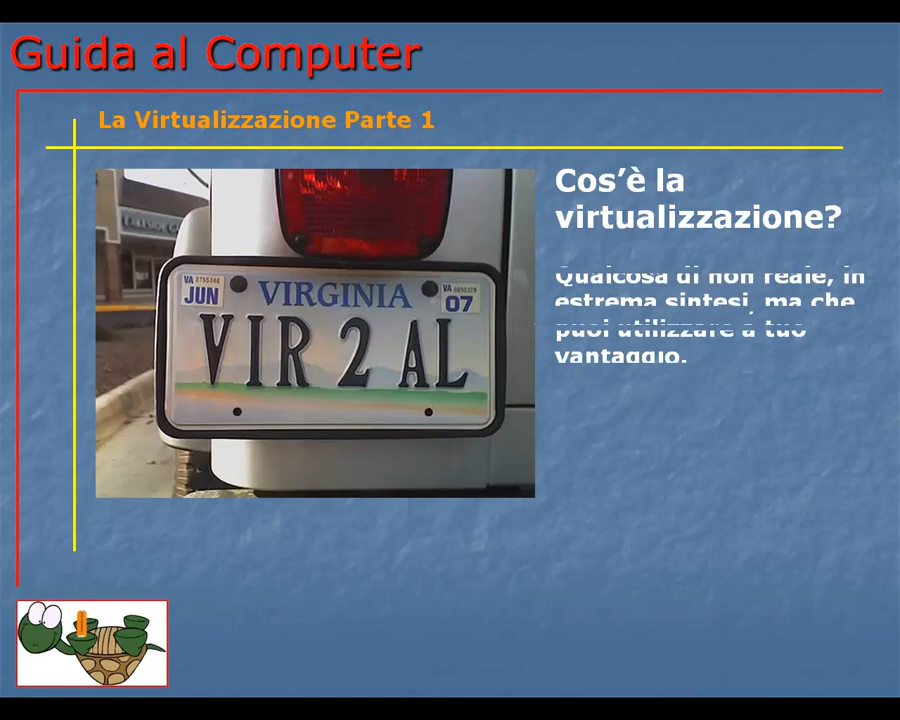 Guida al Computer
La Virtualizzazione Parte 1
Cos’è la
virtualizzazione?
Qualcosa di non reale, in
estrema sintesi, ma che
puoi utilizzare a tuo
vantaggio.
VA
JUN
VIRGINIA
VA
07
VIR 2 AL